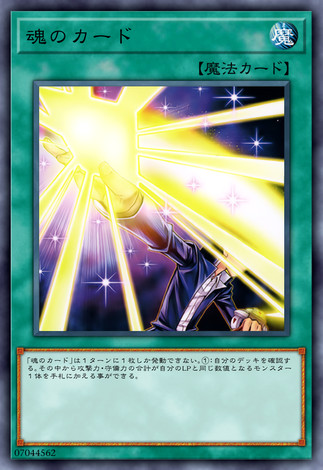 魂のカード
魔
【魔法カード】
「魂のカード」は１ターンに１枚しか発動できない。①:自分のデッキを確認す
る。その中から攻撃力・守備力の合計が自分のLPと同じ数値となるモンスター
１体を手札に加える事ができる。
07044562